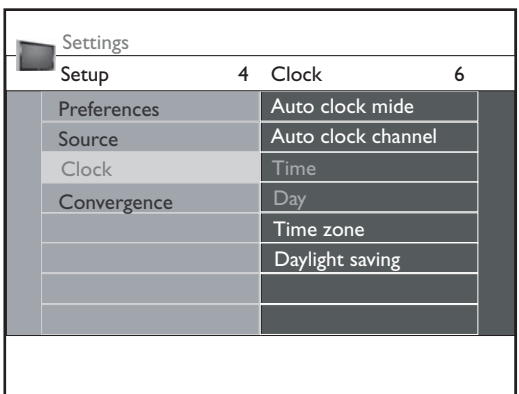 Settings
Setup 4 Clock 6
Preferences Auto clock mide
Source Auto clock channel
Clock Time
Convergence Day
Time zone
Daylight saving